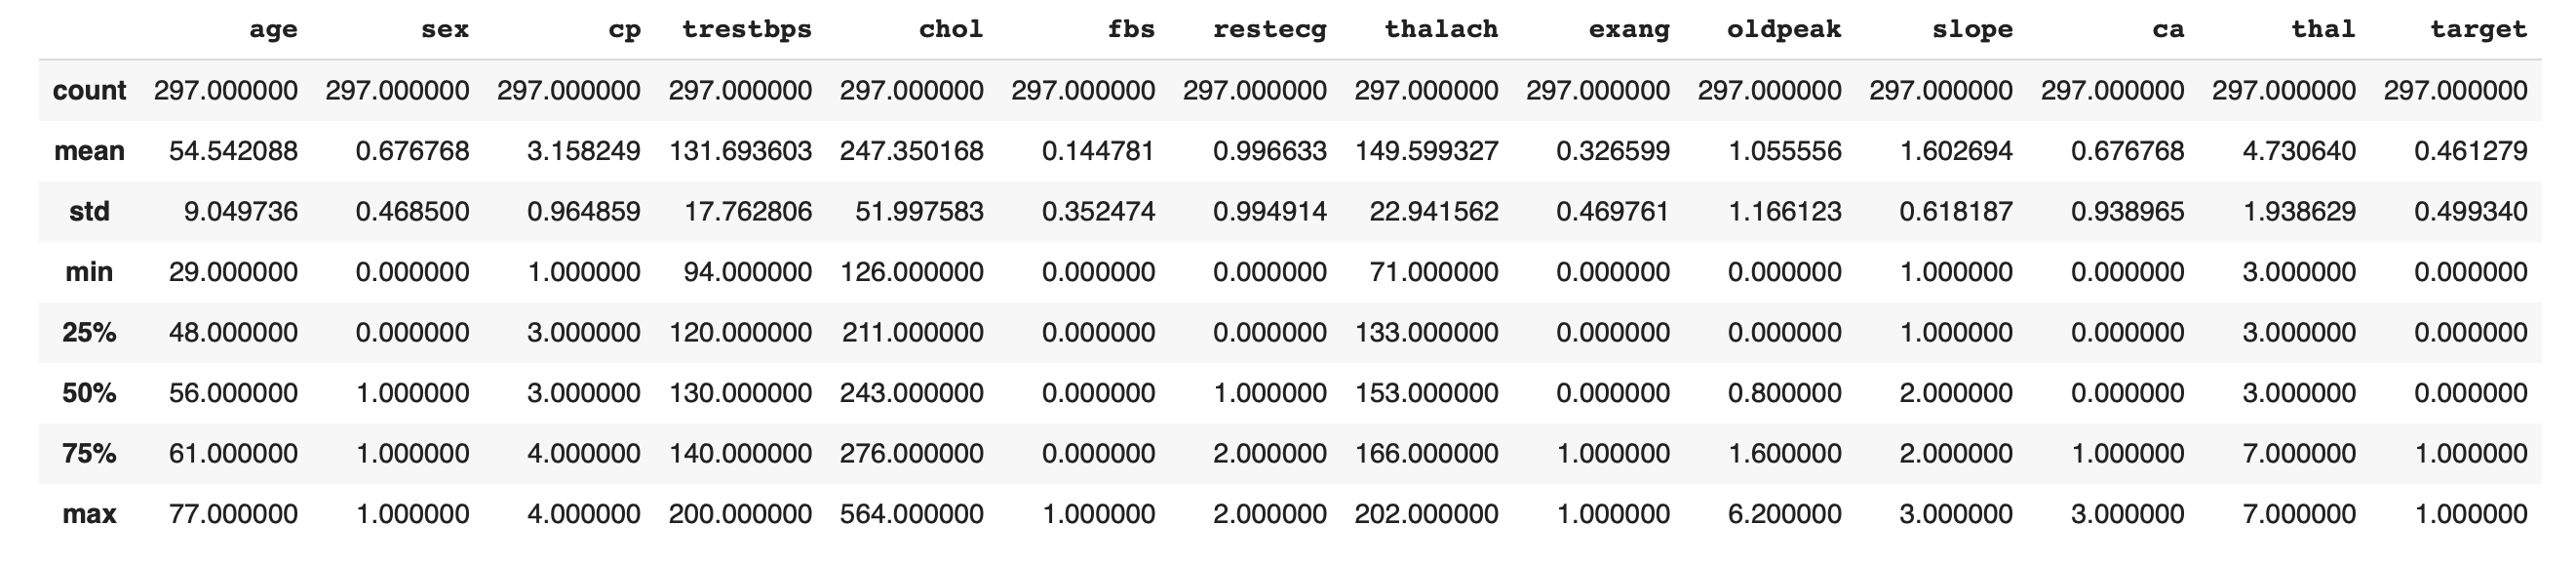 age sex cp trestbps chol fbs restecg thalach exang oldpeak slope ca thal target
count 297.000000 297.000000 297.000000 297.000000 297.000000 297.000000 297.000000 297.000000 297.000000 297.000000 297.000000 297.000000 297.000000 297.000000
mean 54.542088 0.676768 3.158249 131.693603 247.350168 0.144781 0.996633 149.599327 0.326599 1.055556 1.602694 0.676768 4.730640 0.461279
std 9.049736 0.468500 0.964859 17.762806 51.997583 0.352474 0.994914 22.941562 0.469761 1.166123 0.618187 0.938965 1.938629 0.499340
min 29.000000 0.000000 1.000000 94.000000 126.000000 0.000000 0.000000 71.000000 0.000000 0.000000 1.000000 0.000000 3.000000 0.000000
25% 48.000000 0.000000 3.000000 120.000000 211.000000 0.000000 0.000000 133.000000 0.000000 0.000000 1.000000 0.000000 3.000000 0.000000
50% 56.000000 1.000000 3.000000 130.000000 243.000000 0.000000 1.000000 153.000000 0.000000 0.800000 2.000000 0.000000 3.000000 0.000000
75% 61.000000 1.000000 4.000000 140.000000 276.000000 0.000000 2.000000 166.000000 1.000000 1.600000 2.000000 1.000000 7.000000 1.000000
max 77.000000 1.000000 4.000000 200.000000 564.000000 1.000000 2.000000 202.000000 1.000000 6.200000 3.000000 3.000000 7.000000 1.000000